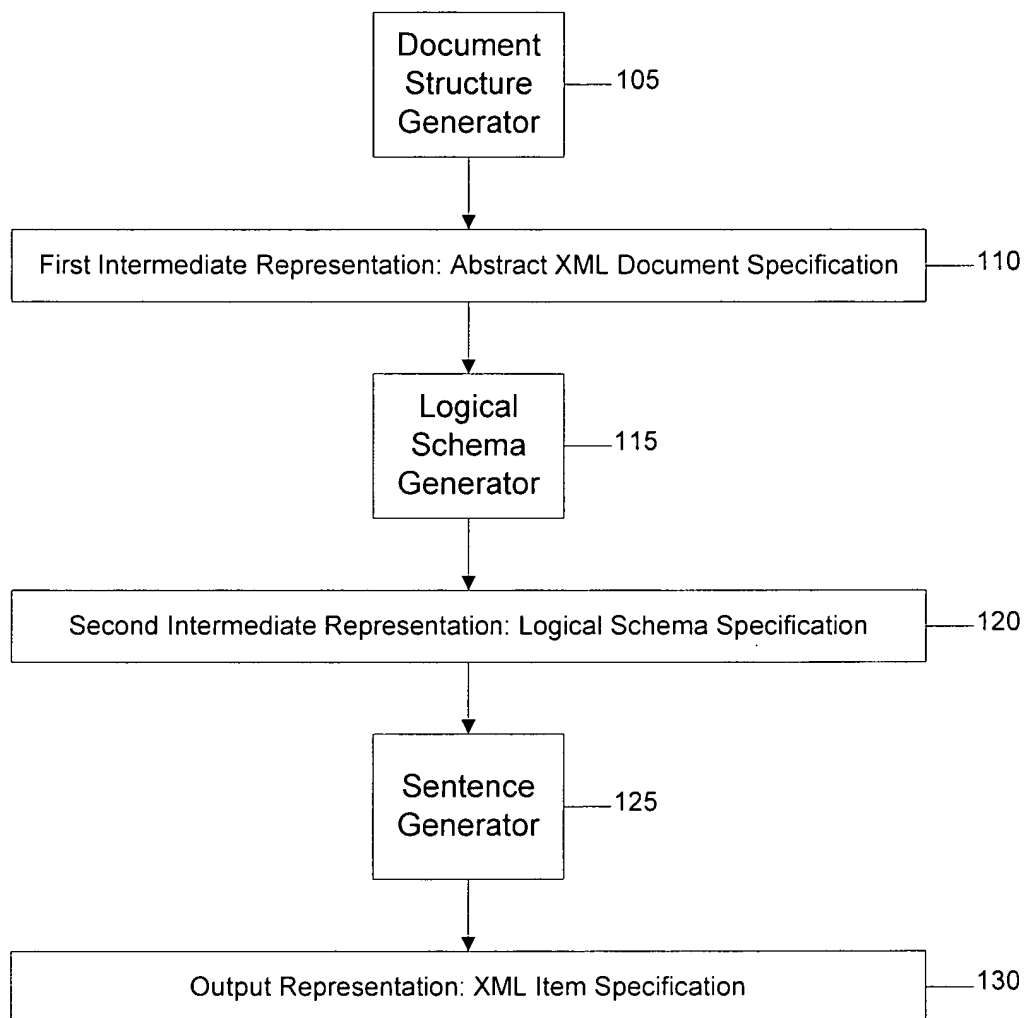 Document
Structure
Generator
105
First Intermediate Representation: Abstract XML Document Specification
110
Logical
Schema
Generator
115
Second Intermediate Representation: Logical Schema Specification
120
Sentence
Generator
125
Output Representation: XML Item Specification
130